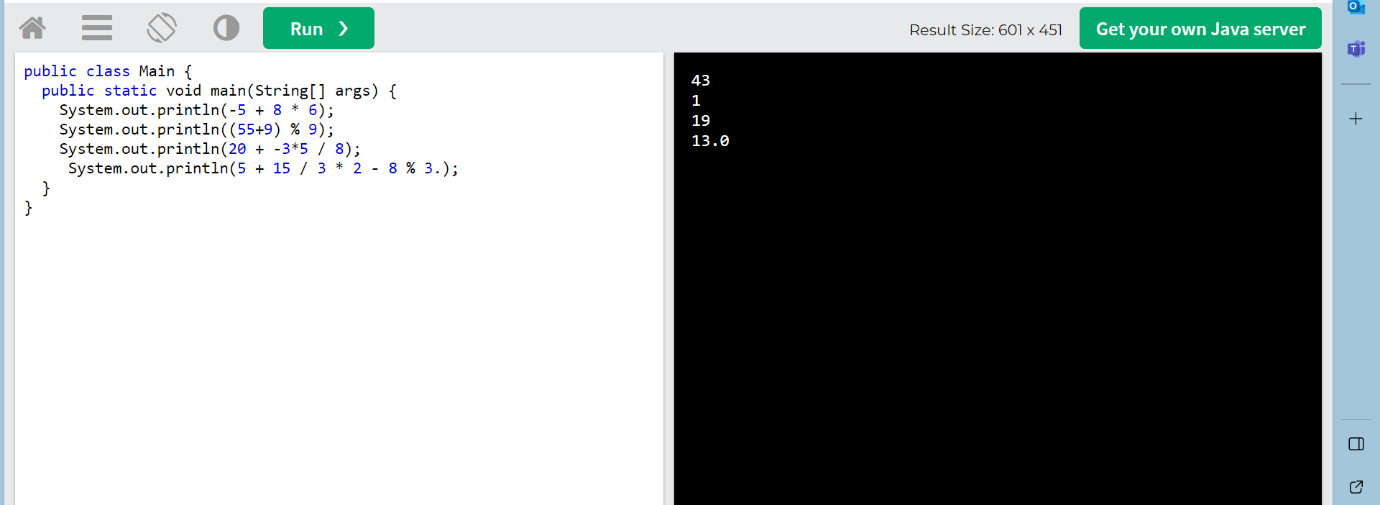 Run ❯
Result Size: 601 x 451
Get your own Java server
public class Main {
  public static void main(String[] args) {
    System.out.println(-5 + 8 * 6);
    System.out.println((55+9) % 9);
    System.out.println(20 + -3*5 / 8);
     System.out.println(5 + 15 / 3 * 2 - 8 % 3.);
  }
}
43
1
19
13.0